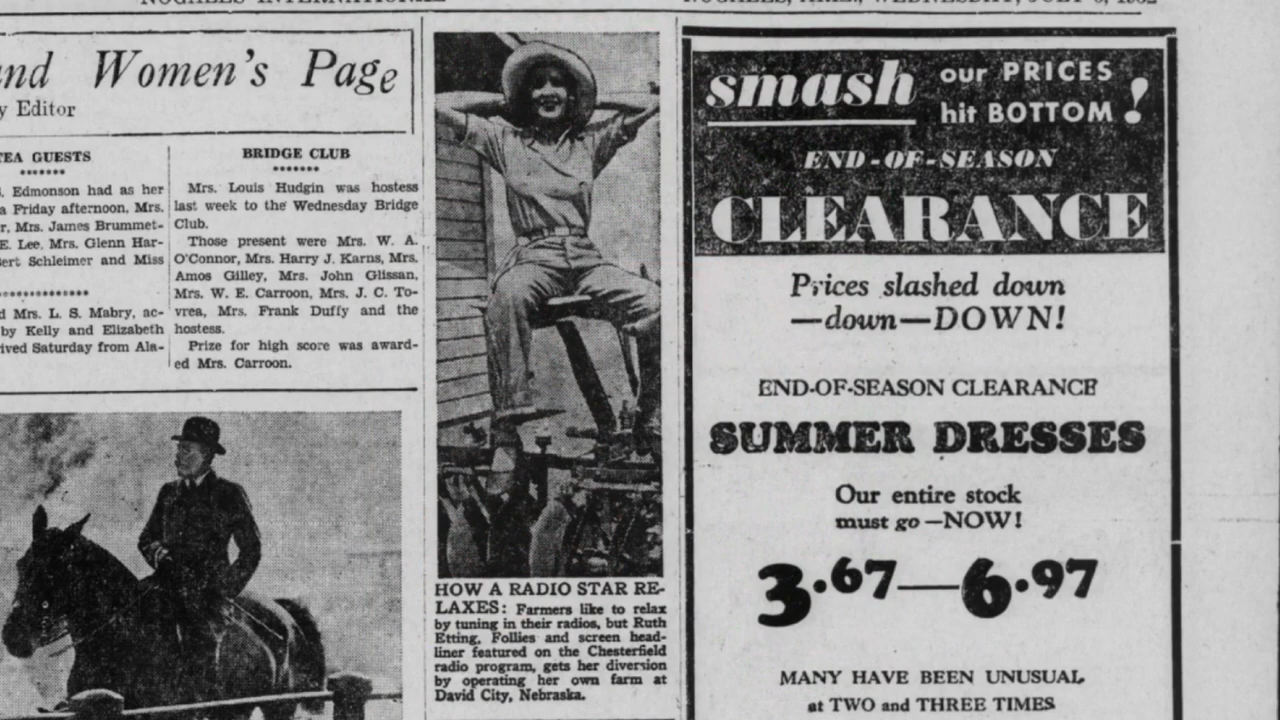 NOGALES INTERNATIONAL
NOGALES, ARIZ., WEDNESDAY, JULY 6, 1932
and Women's Page
y Editor
TEA GUESTS
Edmonson had as her
a Friday afternoon, Mrs.
r, Mrs. James Brummet-
E. Lee, Mrs. Glenn Har-
bert Schleimer and Miss
d Mrs. L. S. Mabry, ac-
by Kelly and Elizabeth
ived Saturday from Ala-
BRIDGE CLUB
Mrs. Louis Hudgin was hostess
last week to the Wednesday Bridge
Club.
Those present were Mrs. W. A.
O'Connor, Mrs. Harry J. Karns, Mrs.
Amos Gilley, Mrs. John Glissan,
Mrs. W. E. Carroon, Mrs. J. C. To-
vrea, Mrs. Frank Duffy and the
hostess.
Prize for high score was award-
ed Mrs. Carroon.
HOW A RADIO STAR RE-
LAXES: Farmers like to relax
by tuning in their radios, but Ruth
Etting, Follies and screen head-
liner featured on the Chesterfield
radio program, gets her diversion
by operating her own farm at
David City, Nebraska.
smash our PRICES
hit BOTTOM!
END-OF-SEASON
CLEARANCE
Prices slashed down
—down—DOWN!
END-OF-SEASON CLEARANCE
SUMMER DRESSES
Our entire stock
must go—NOW!
3.67—6.97
MANY HAVE BEEN UNUSUAL
at TWO and THREE TIMES